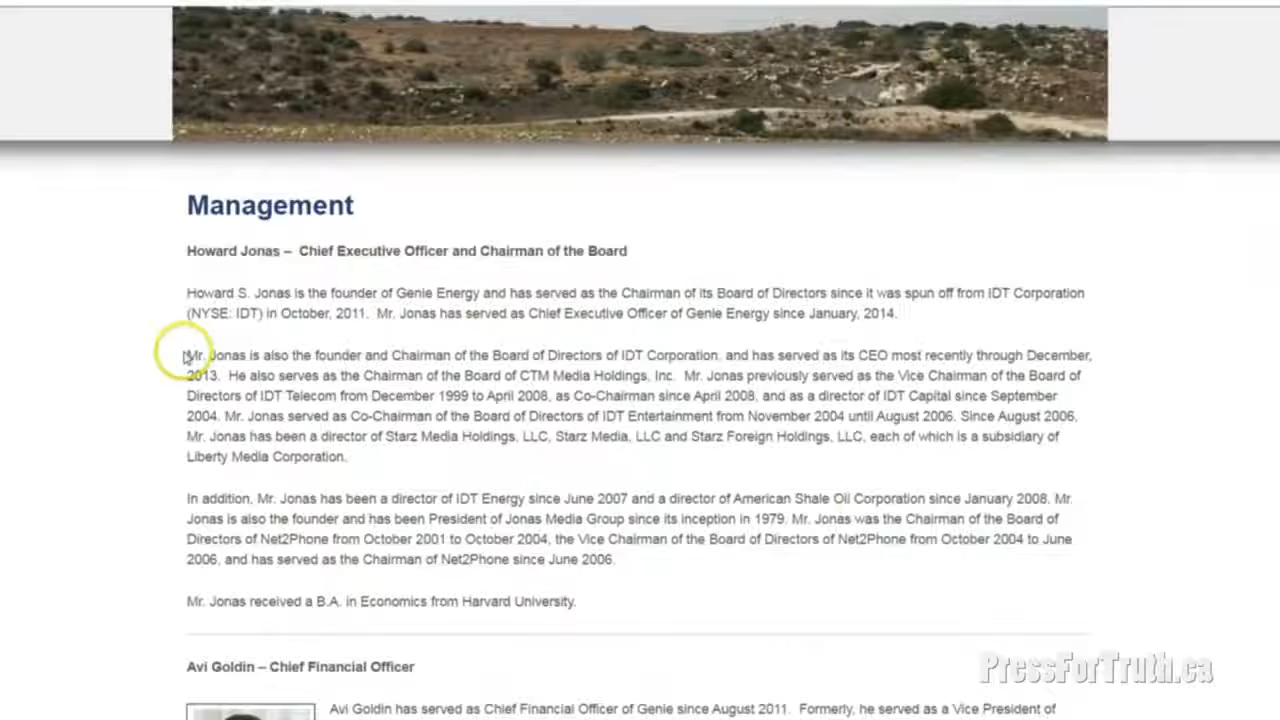 Management
Howard Jonas – Chief Executive Officer and Chairman of the Board
Howard S. Jonas is the founder of Genie Energy and has served as the Chairman of its Board of Directors since it was spun off from IDT Corporation
(NYSE: IDT) in October, 2011. Mr. Jonas has served as Chief Executive Officer of Genie Energy since January, 2014.
Mr. Jonas is also the founder and Chairman of the Board of Directors of IDT Corporation, and has served as its CEO most recently through December,
2013. He also serves as the Chairman of the Board of CTM Media Holdings, Inc. Mr. Jonas previously served as the Vice Chairman of the Board of
Directors of IDT Telecom from December 1999 to April 2008, as Co-Chairman since April 2008, and as a director of IDT Capital since September
2004. Mr. Jonas served as Co-Chairman of the Board of Directors of IDT Entertainment from November 2004 until August 2006. Since August 2006,
Mr. Jonas has been a director of Starz Media Holdings, LLC, Starz Media, LLC and Starz Foreign Holdings, LLC, each of which is a subsidiary of
Liberty Media Corporation.
In addition, Mr. Jonas has been a director of IDT Energy since June 2007 and a director of American Shale Oil Corporation since January 2008. Mr.
Jonas is also the founder and has been President of Jonas Media Group since its inception in 1979. Mr. Jonas was the Chairman of the Board of
Directors of Net2Phone from October 2001 to October 2004, the Vice Chairman of the Board of Directors of Net2Phone from October 2004 to June
2006, and has served as the Chairman of Net2Phone since June 2006.
Mr. Jonas received a B.A. in Economics from Harvard University.
Avi Goldin – Chief Financial Officer
Avi Goldin has served as Chief Financial Officer of Genie since August 2011. Formerly, he served as a Vice President of
PressForTruth.ca